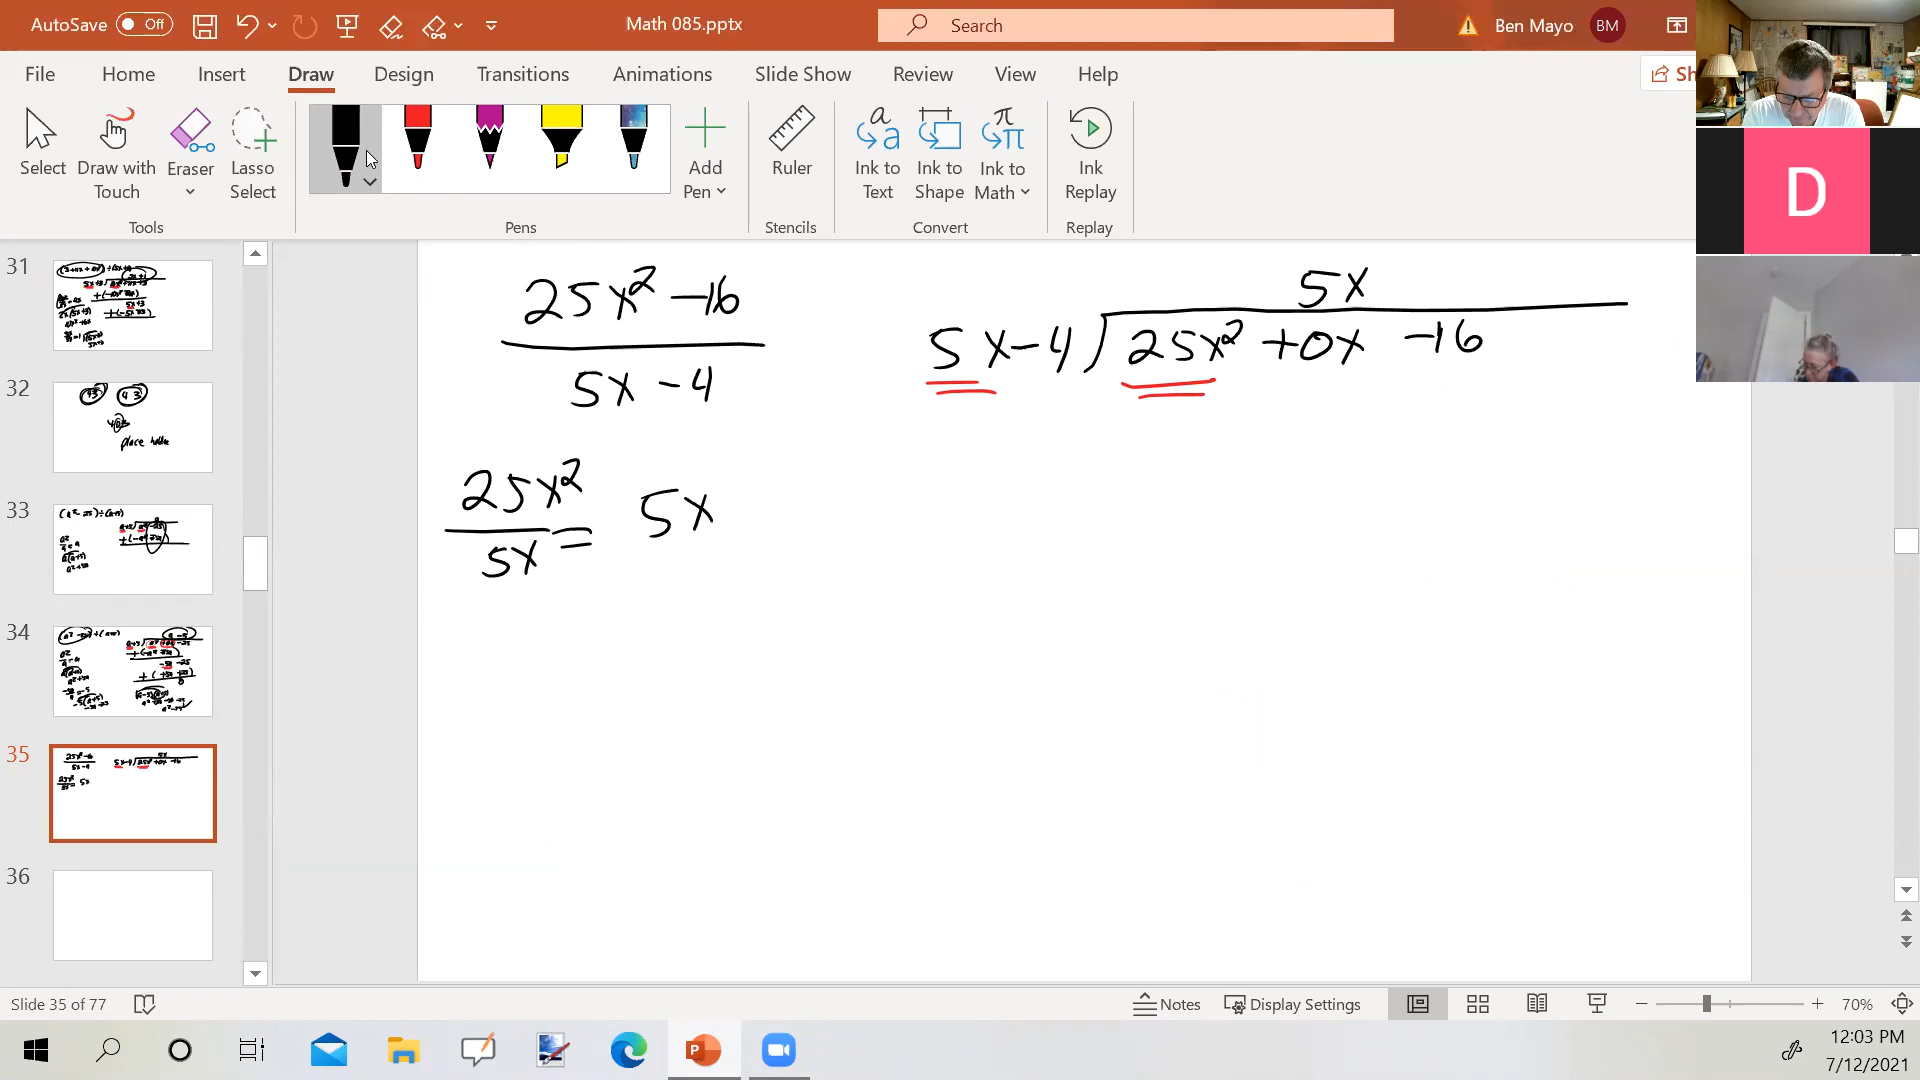 AutoSave Off
Math 085.pptx
Search
Ben Mayo BM
File Home Insert Draw Design Transitions Animations Slide Show Review View Help
Select
Draw with Touch
Eraser
Lasso Select
Add Pen
Ruler
Ink to Text
Ink to Shape
Ink to Math
Ink Replay
Tools Pens Stencils Convert Replay
D
31
32
place
33
34
35
36
25x² -16
5x - 4
5x
5x-4 25x² +0x -16
25x²
5x = 5x
Slide 35 of 77
Notes
Display Settings
70%
12:03 PM
7/12/2021